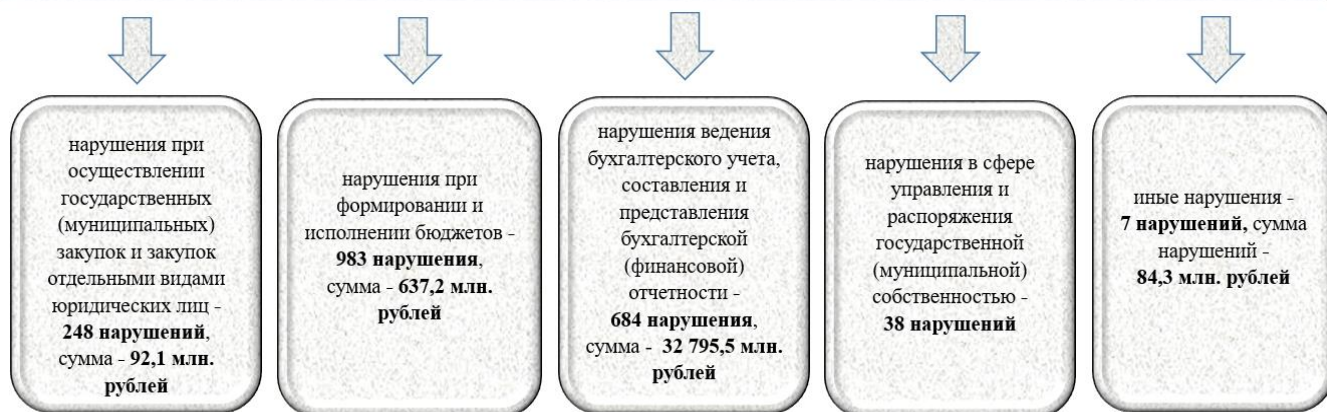 нарушения при
осуществлении
государственных
(муниципальных)
закупок и закупок
отдельными видами
юридических лиц -
248 нарушений,
сумма - 92,1 млн.
рублей
нарушения при
формировании и
исполнении бюджетов -
983 нарушения,
сумма - 637,2 млн.
рублей
нарушения ведения
бухгалтерского учета,
составления и
представления
бухгалтерской
(финансовой)
отчетности -
684 нарушения,
сумма - 32 795,5 млн.
рублей
нарушения в сфере
управления и
распоряжения
государственной
(муниципальной)
собственностью -
38 нарушений
иные нарушения -
7 нарушений, сумма
нарушений -
84,3 млн. рублей